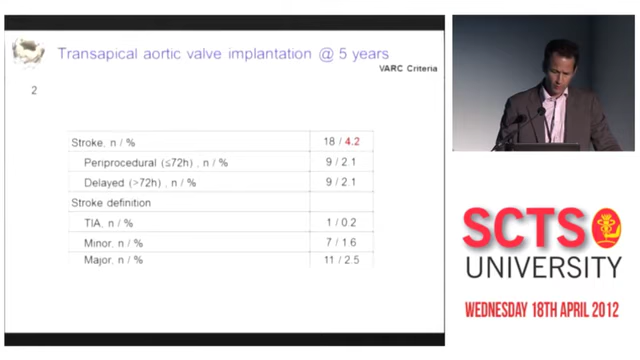 Transapical aortic valve implantation @ 5 years
VARC Criteria
2
Stroke, n / % 18 / 4.2
Periprocedural (≤72h) , n / % 9 / 2.1
Delayed (>72h), n / % 9 / 2.1
Stroke definition
TIA, n / % 1 / 0.2
Minor, n / % 7 / 1.6
Major, n / % 11 / 2.5
SCTS
UNIVERSITY
WEDNESDAY 18TH APRIL 2012